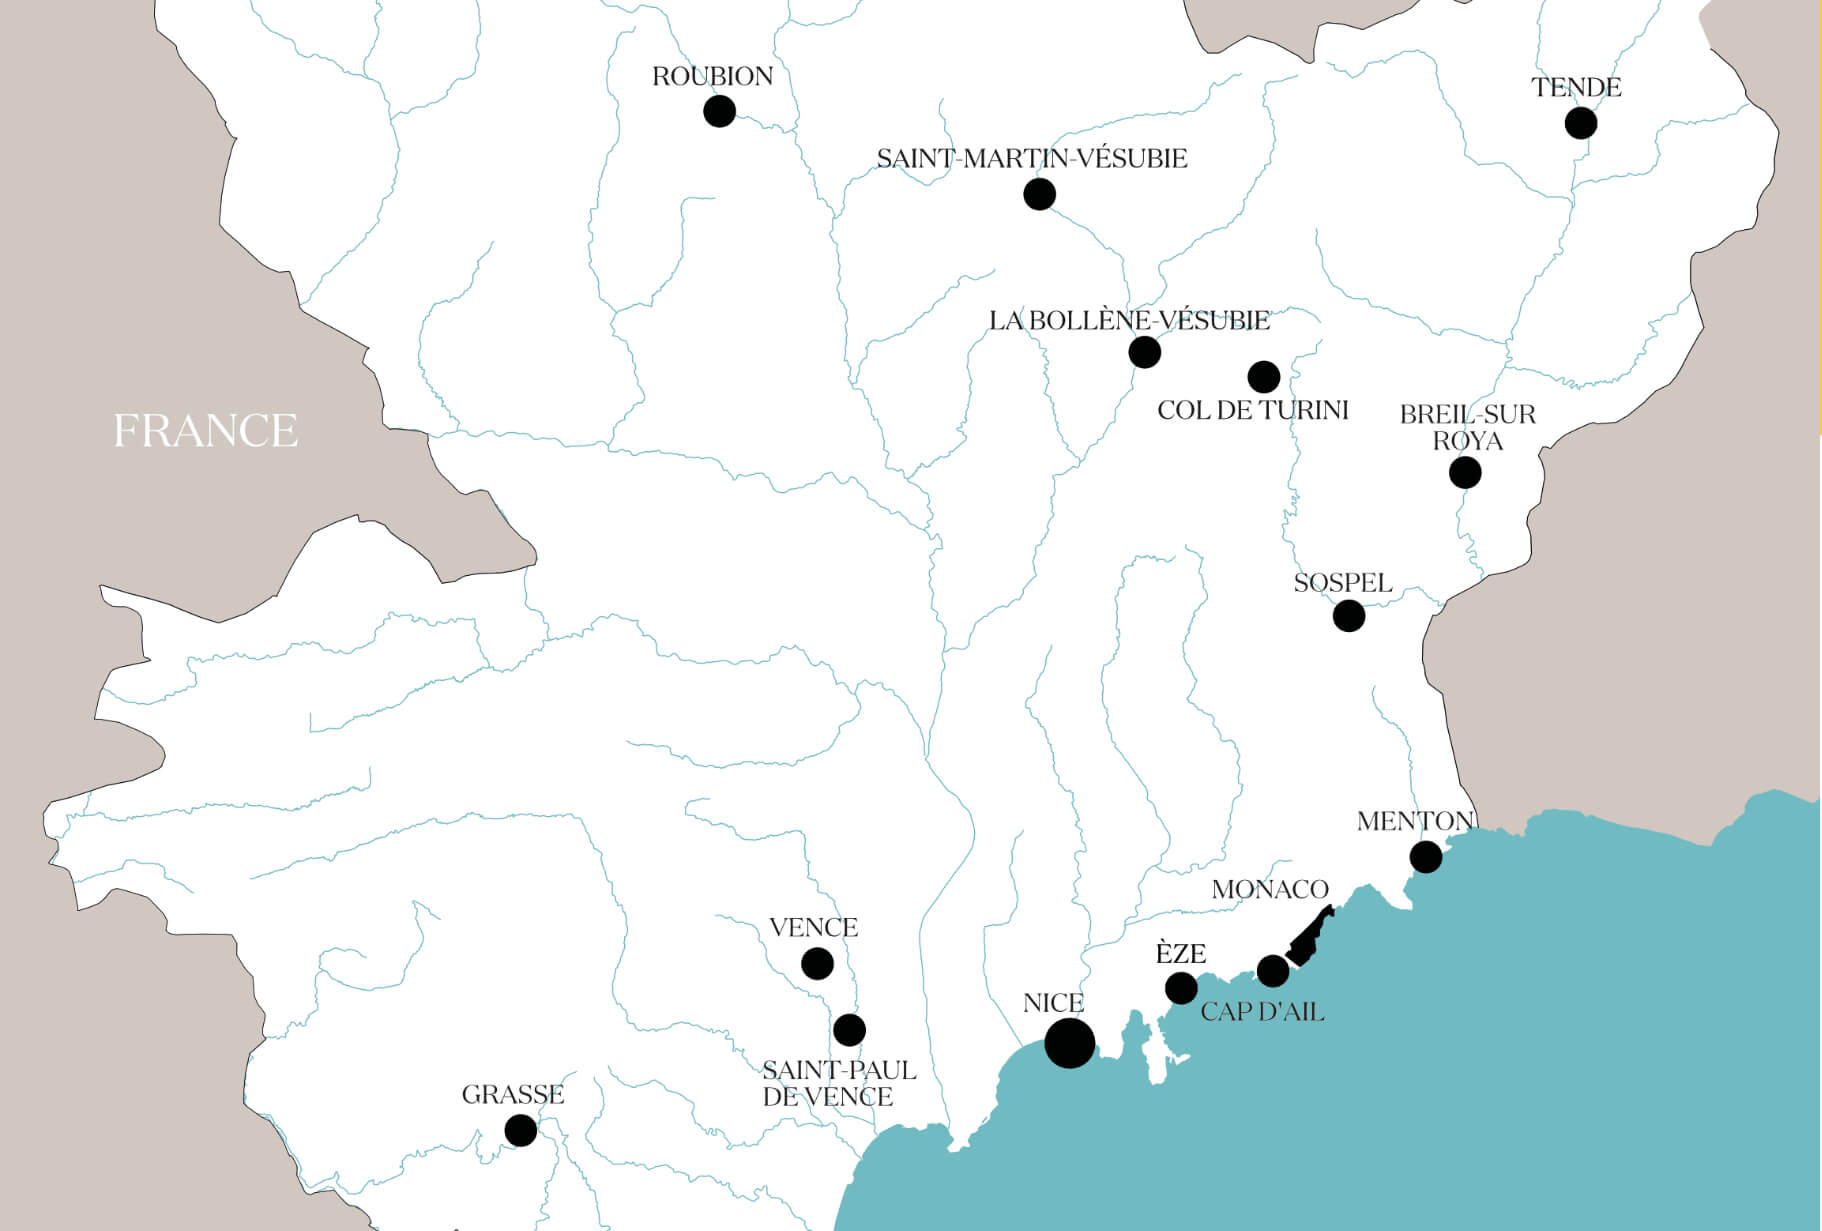 ROUBION
TENDE
SAINT-MARTIN-VÉSUBIE
LA BOLLÈNE-VÉSUBIE
COL DE TURINI
BREIL-SUR
ROYA
FRANCE
SOSPEL
MENTON
MONACO
VENCE
ÈZE
NICE
CAP D'AIL
SAINT-PAUL
DE VENCE
GRASSE